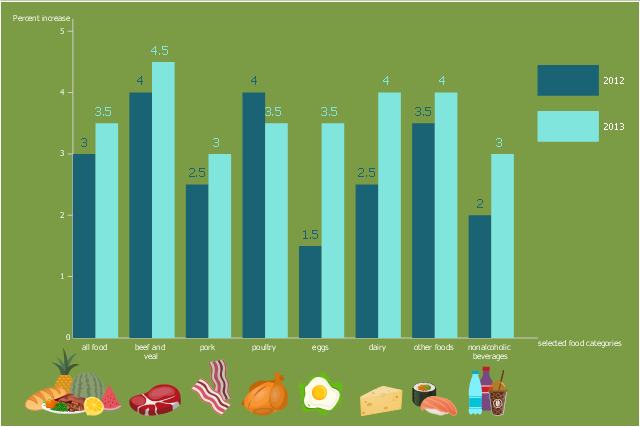 Percent increase
5
4
3
2
1
0
3 3.5
4 4.5
2.5 3
4 3.5
1.5 3.5
2.5 4
3.5 4
2 3
2012
2013
all food
beef and
veal
pork
poultry
eggs
dairy
other foods
nonalcoholic
beverages
selected food categories